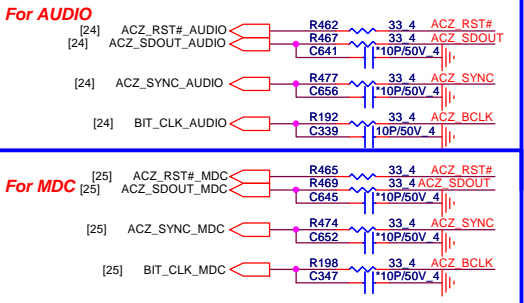 For AUDIO
[24] ACZ_RST#_AUDIO R462 33_4 ACZ_RST#
[24] ACZ_SDOUT_AUDIO R467 33_4 ACZ_SDOUT
C641 *10P/50V_4
[24] ACZ_SYNC_AUDIO R477 33_4 ACZ_SYNC
C656 *10P/50V_4
[24] BIT_CLK_AUDIO R192 33_4 ACZ_BCLK
C339 10P/50V_4
For MDC
[25] ACZ_RST#_MDC R465 33_4 ACZ_RST#
[25] ACZ_SDOUT_MDC R469 33_4 ACZ_SDOUT
C645 *10P/50V_4
[25] ACZ_SYNC_MDC R474 33_4 ACZ_SYNC
C652 *10P/50V_4
[25] BIT_CLK_MDC R198 33_4 ACZ_BCLK
C347 *10P/50V_4